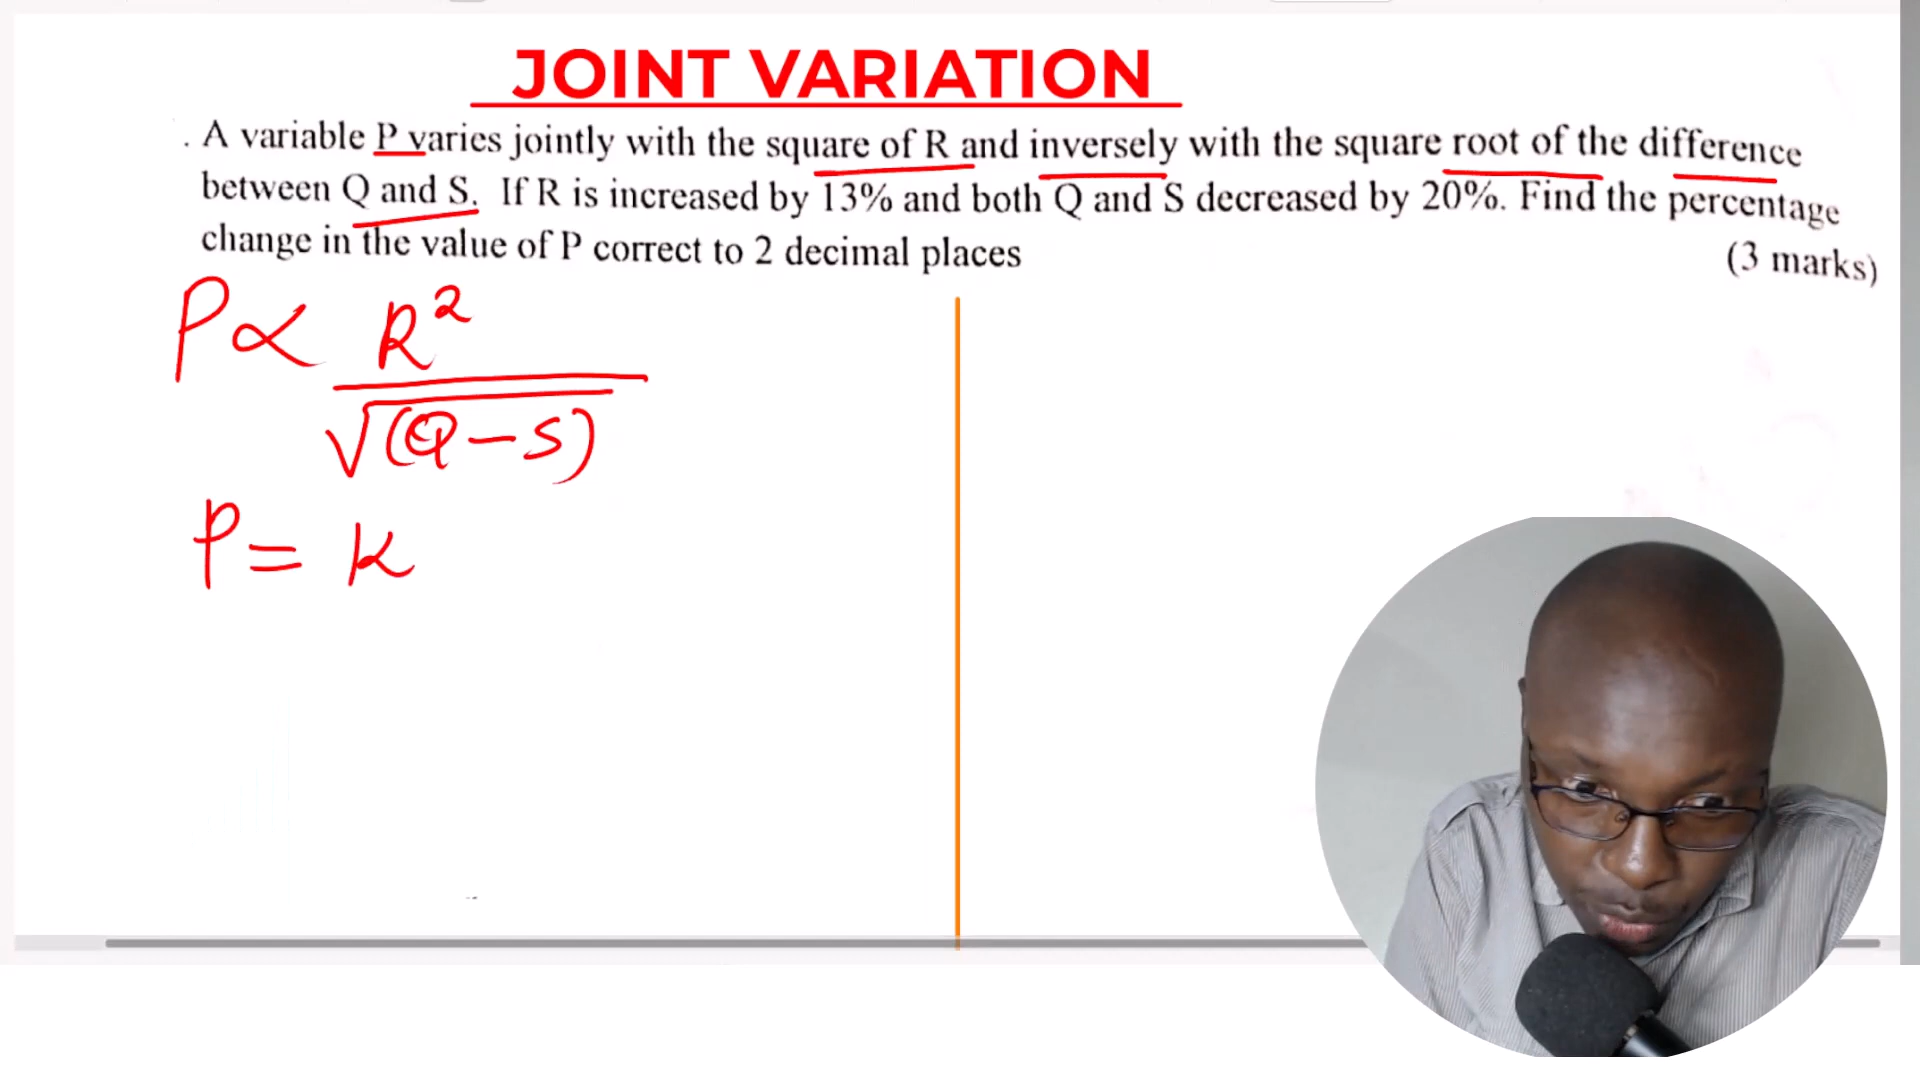 JOINT VARIATION
. A variable P varies jointly with the square of R and inversely with the square root of the difference
between Q and S. If R is increased by 13% and both Q and S decreased by 20%. Find the percentage
change in the value of P correct to 2 decimal places
(3 marks)
P ∝ R²
√(Q – S)
P = k